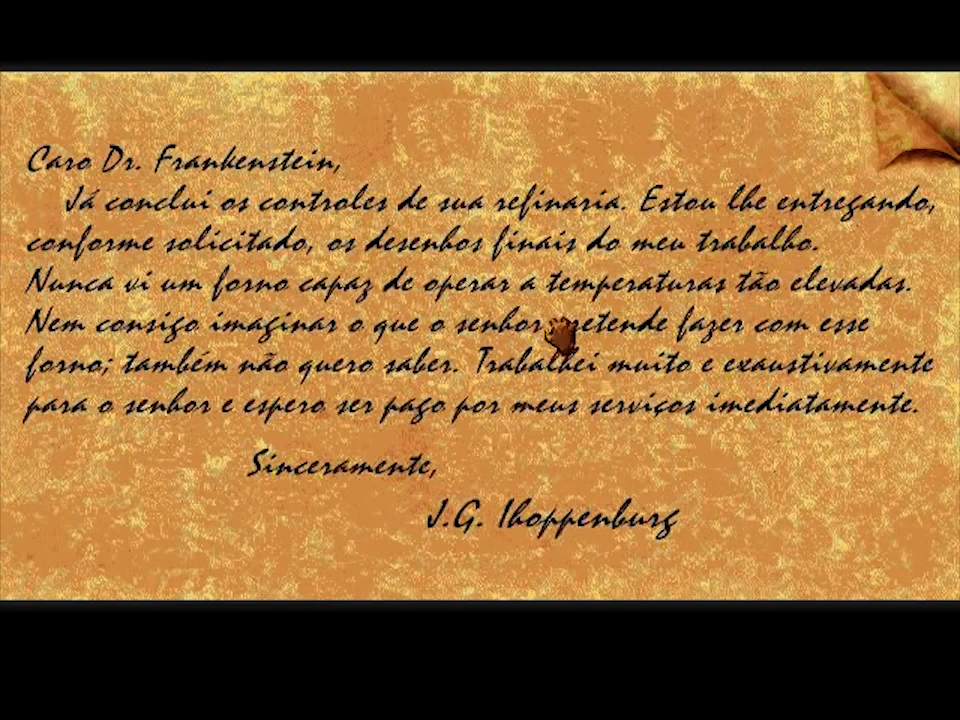 Caro Dr. Frankenstein,
Já conclui os controles de sua refinaria. Estou lhe entregando,
conforme solicitado, os desenhos finais do meu trabalho.
Nunca vi um forno capaz de operar a temperaturas tão elevadas.
Nem consigo imaginar o que o senhor pretende fazer com esse
forno; também não quero saber. Trabalhei muito e exaustivamente
para o senhor e espero ser pago por meus serviços imediatamente.
Sinceramente,
J.G. Ihoppenburg